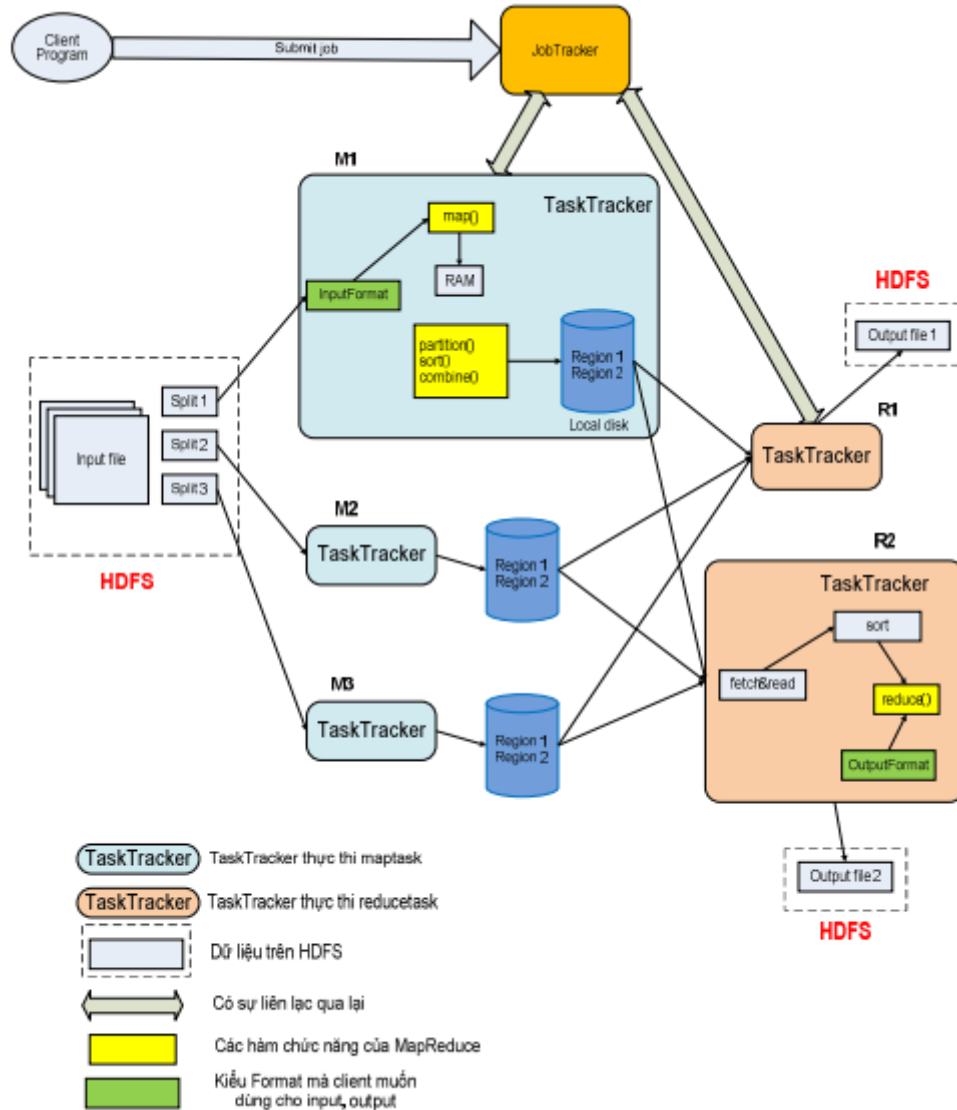 Client
Program
Submit job
JobTracker
M1
TaskTracker
map()
RAM
InputFormat
partition()
sort()
combine()
Region 1
Region 2
Local disk
HDFS
Output file 1
R1
TaskTracker
Input file
Split 1
Split 2
Split 3
HDFS
M2
TaskTracker
Region 1
Region 2
M3
TaskTracker
Region 1
Region 2
R2
TaskTracker
sort
fetch&read
reduce()
OutputFormat
Output file 2
HDFS
TaskTracker TaskTracker thực thi maptask
TaskTracker TaskTracker thực thi reducetask
Dữ liệu trên HDFS
Có sự liên lạc qua lại
Các hàm chức năng của MapReduce
Kiểu Format mà client muốn
dùng cho input, output